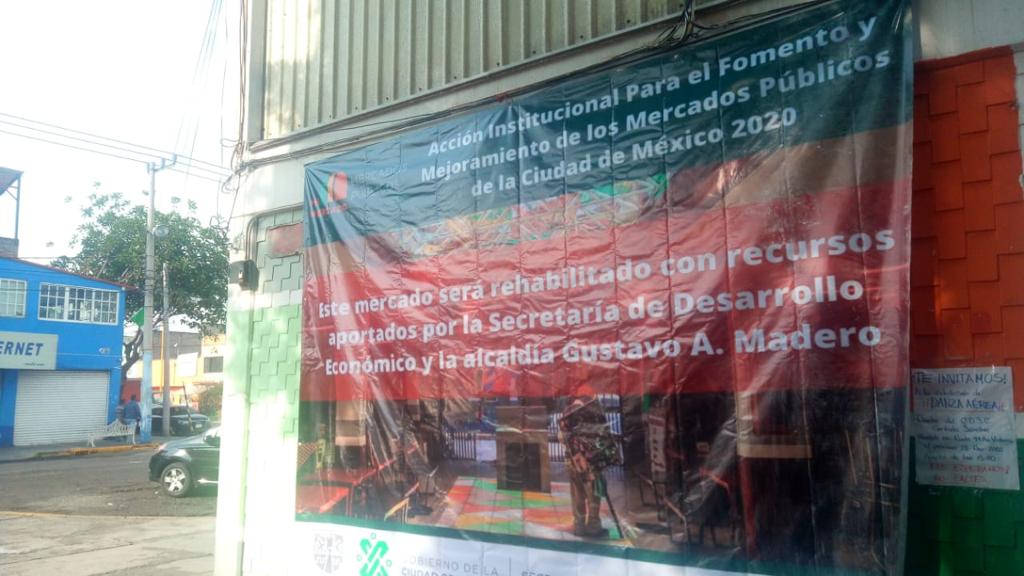 Acción Institucional Para el Fomento y
Mejoramiento de los Mercados Públicos
de la Ciudad de México 2020
Este mercado será rehabilitado con recursos
aportados por la Secretaría de Desarrollo
Económico y la alcaldía Gustavo A. Madero
GOBIERNO DE LA
ERNET
¡TE INVITAMOS!
DANZA AÉREA